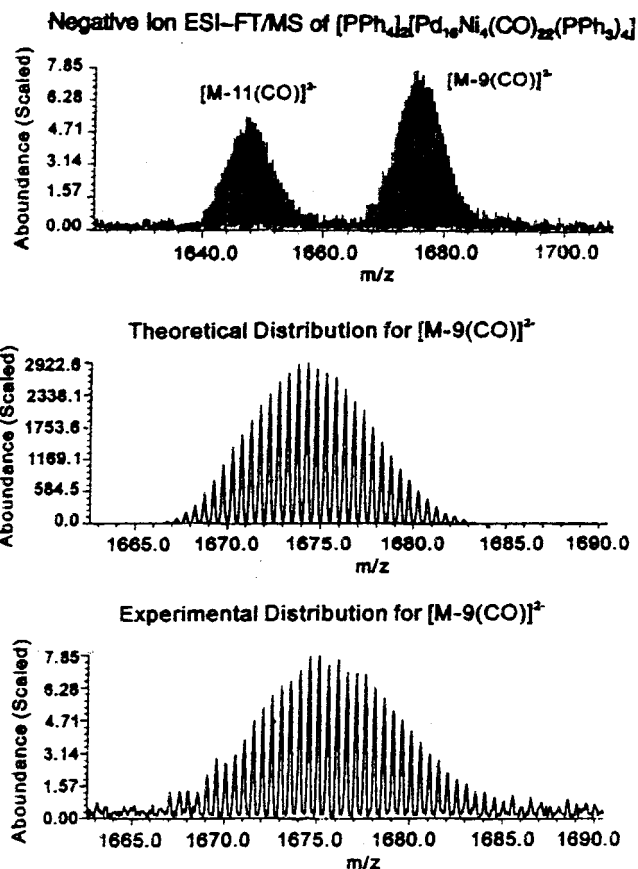 Negative Ion ESI–FT/MS of [PPh₄]₂[Pd₁₆Ni₄(CO)₂₂(PPh₃)₄]
Aboundance (Scaled)
7.85
6.28
4.71
3.14
1.57
0.00
[M-11(CO)]²⁻
[M-9(CO)]²⁻
1640.0 1660.0 1680.0 1700.0
m/z
Theoretical Distribution for [M-9(CO)]²⁻
Aboundance (Scaled)
2922.6
2338.1
1753.6
1169.1
584.5
0.0
1665.0 1670.0 1675.0 1680.0 1685.0 1690.0
m/z
Experimental Distribution for [M-9(CO)]²⁻
Aboundance (Scaled)
7.85
6.28
4.71
3.14
1.57
0.00
1665.0 1670.0 1675.0 1680.0 1685.0 1690.0
m/z